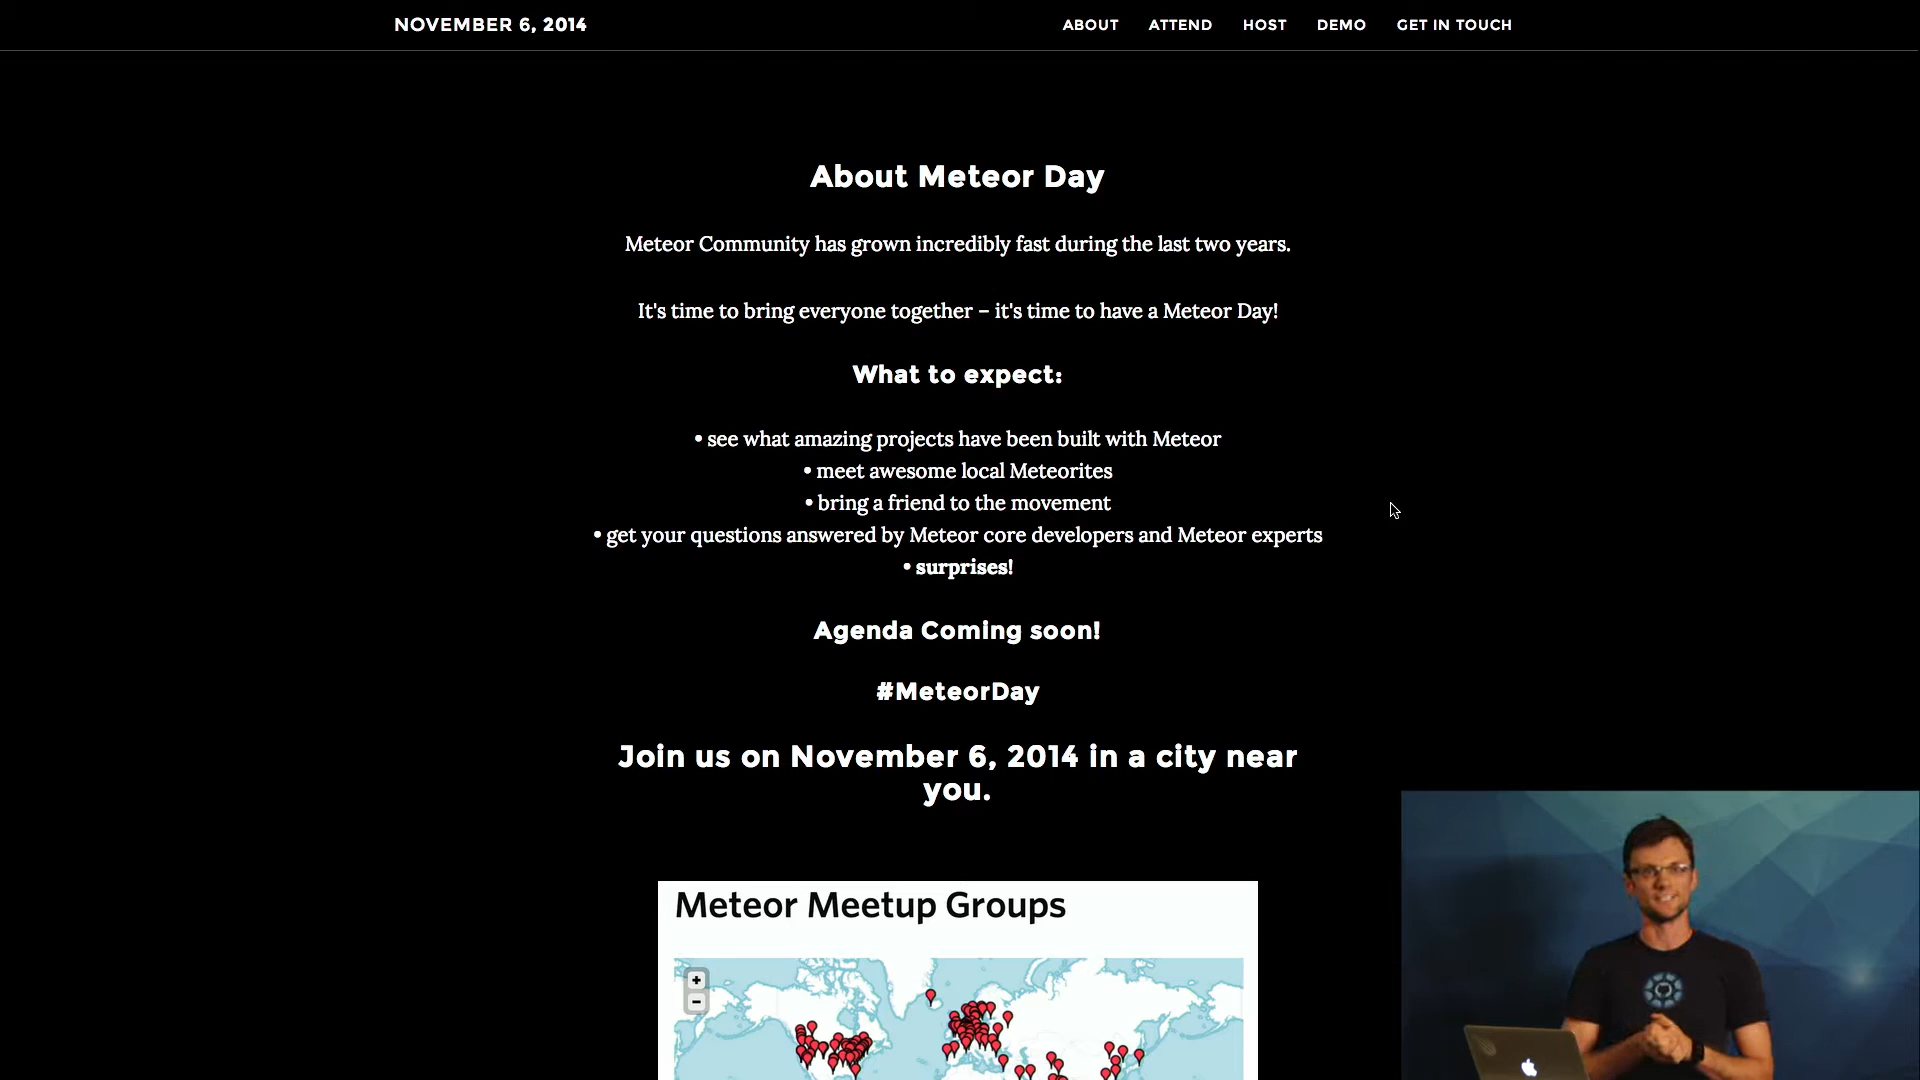 NOVEMBER 6, 2014
ABOUT ATTEND HOST DEMO GET IN TOUCH
About Meteor Day
Meteor Community has grown incredibly fast during the last two years.
It's time to bring everyone together – it's time to have a Meteor Day!
What to expect:
• see what amazing projects have been built with Meteor
• meet awesome local Meteorites
• bring a friend to the movement
• get your questions answered by Meteor core developers and Meteor experts
• surprises!
Agenda Coming soon!
#MeteorDay
Join us on November 6, 2014 in a city near
you.
Meteor Meetup Groups
+
−